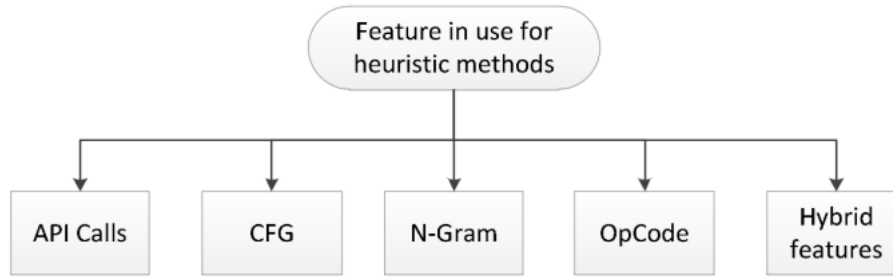 Feature in use for
heuristic methods
API Calls
CFG
N-Gram
OpCode
Hybrid
features